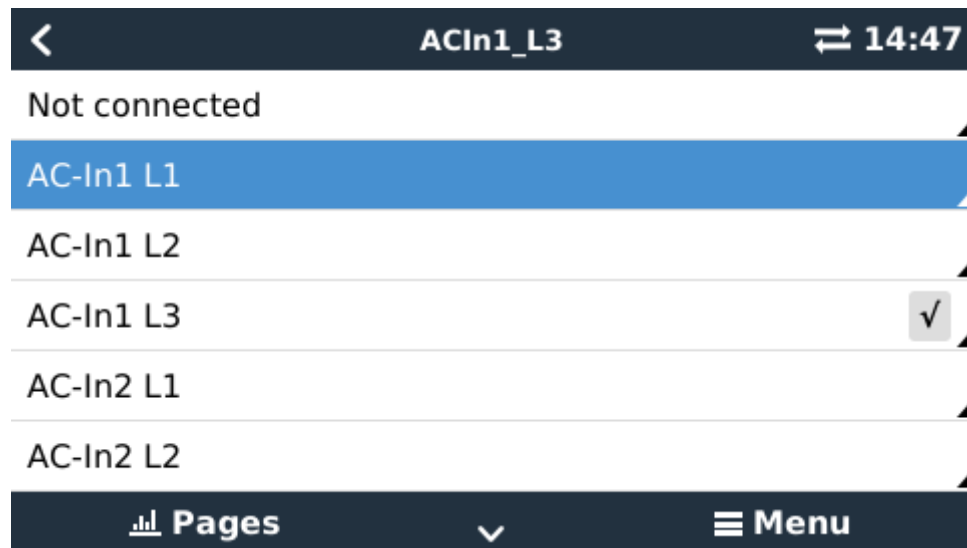 ACIn1_L3 14:47
Not connected
AC-In1 L1
AC-In1 L2
AC-In1 L3 √
AC-In2 L1
AC-In2 L2
Pages Menu